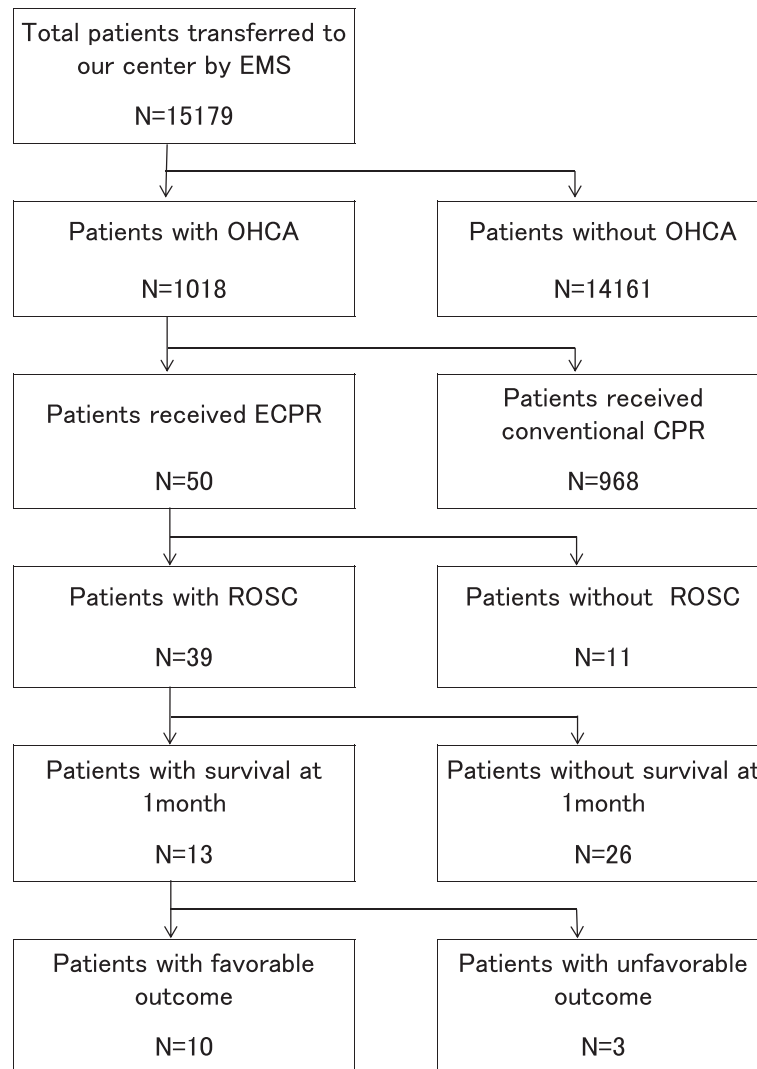 Total patients transferred to
our center by EMS
N=15179
Patients with OHCA
N=1018
Patients without OHCA
N=14161
Patients received ECPR
N=50
Patients received
conventional CPR
N=968
Patients with ROSC
N=39
Patients without ROSC
N=11
Patients with survival at
1month
N=13
Patients without survival at
1month
N=26
Patients with favorable
outcome
N=10
Patients with unfavorable
outcome
N=3